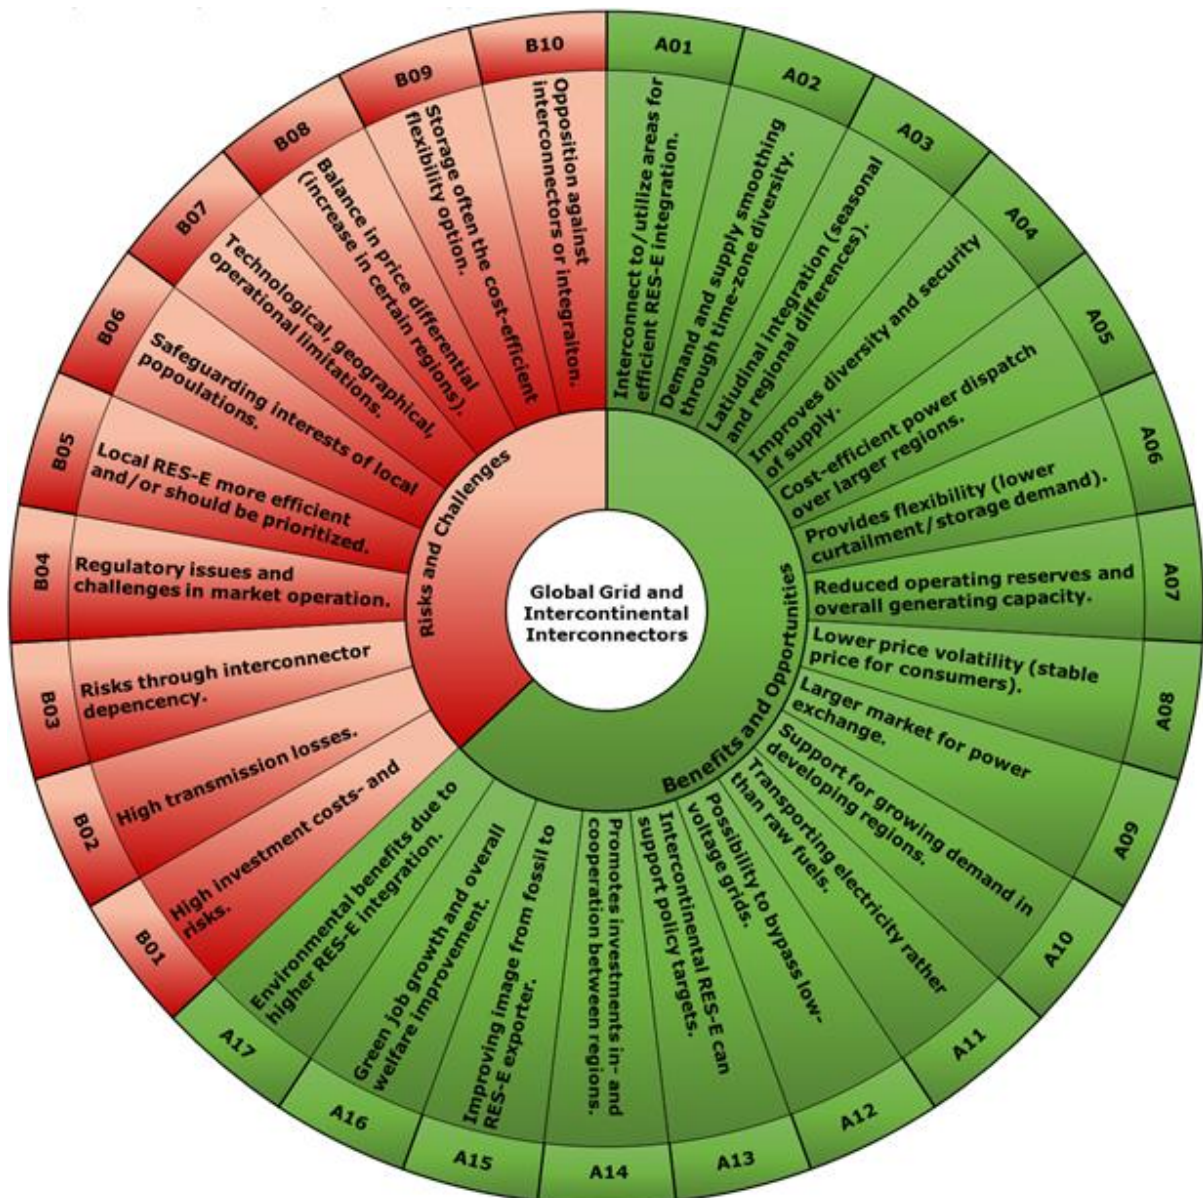 Global Grid and
Intercontinental
Interconnectors
Benefits and Opportunities
Risks and Challenges
A01
Interconnect to/utilize areas for
efficient RES-E integration.
A02
Demand and supply smoothing
through time-zone diversity.
A03
Latiudinal integration (seasonal
and regional differences).
A04
Improves diversity and security
of supply.
A05
Cost-efficient power dispatch
over larger regions.
A06
Provides flexibility (lower
curtailment/storage demand).
A07
Reduced operating reserves and
overall generating capacity.
A08
Lower price volatility (stable
price for consumers).
A09
Larger market for power
exchange.
A10
Support for growing demand in
developing regions.
A11
Transporting electricity rather
than raw fuels.
A12
Possibility to bypass low-
voltage grids.
A13
Intercontinental RES-E can
support policy targets.
A14
Promotes investments in- and
cooperation between regions.
A15
Improving image from fossil to
RES-E exporter.
A16
Green job growth and overall
welfare improvement.
A17
Environmental benefits due to
higher RES-E integration.
B01
High investment costs- and
risks.
B02
High transmission losses.
B03
Risks through interconnector
depencency.
B04
Regulatory issues and
challenges in market operation.
B05
Local RES-E more efficient
and/or should be prioritized.
B06
Safeguarding interests of local
popoulations.
B07
Technological, geographical,
operational limitations.
B08
Balance in price differential
(increase in certain regions).
B09
Storage often the cost-efficient
flexibility option.
B10
Opposition against
interconnectors or integraiton.